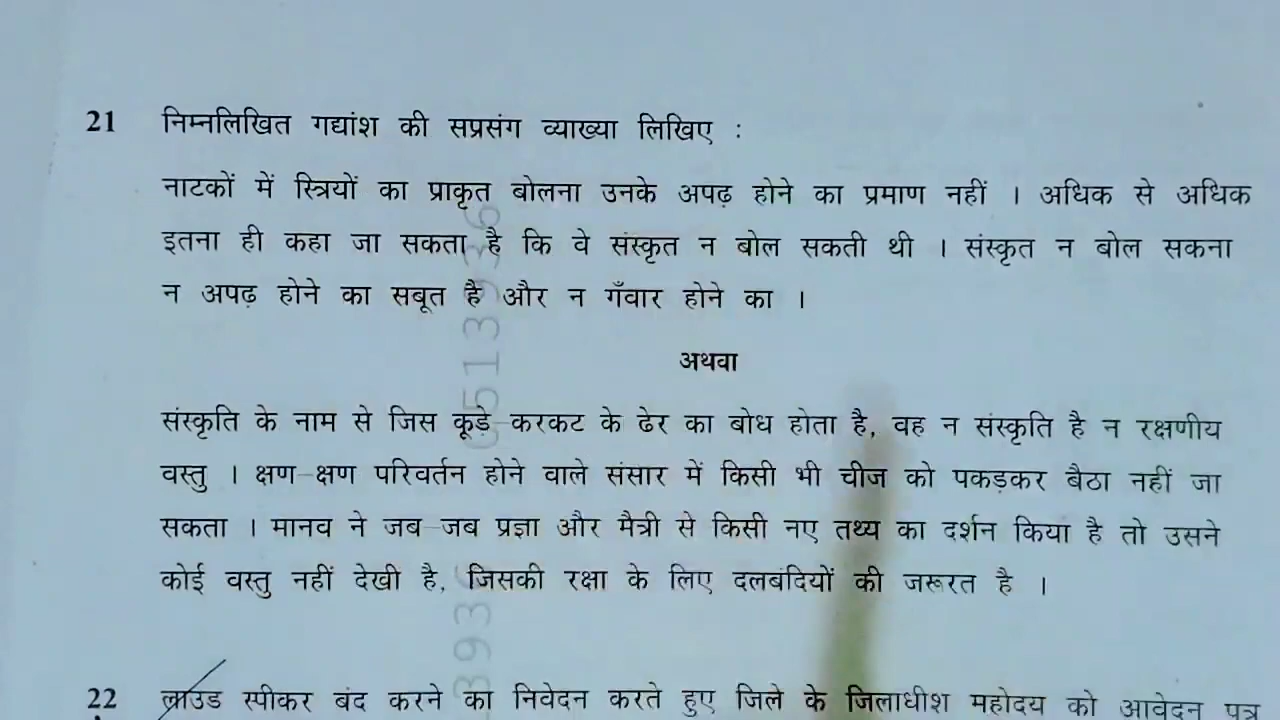 21 निम्नलिखित गद्यांश की सप्रसंग व्याख्या लिखिए :
नाटकों में स्त्रियों का प्राकृत बोलना उनके अपढ़ होने का प्रमाण नहीं । अधिक से अधिक
इतना ही कहा जा सकता है कि वे संस्कृत न बोल सकती थी । संस्कृत न बोल सकना
न अपढ़ होने का सबूत है और न गँवार होने का ।
अथवा
संस्कृति के नाम से जिस कूड़े-करकट के ढेर का बोध होता है, वह न संस्कृति है न रक्षणीय
वस्तु । क्षण-क्षण परिवर्तन होने वाले संसार में किसी भी चीज को पकड़कर बैठा नहीं जा
सकता । मानव ने जब-जब प्रज्ञा और मैत्री से किसी नए तथ्य का दर्शन किया है तो उसने
कोई वस्तु नहीं देखी है, जिसकी रक्षा के लिए दलबंदियों की जरूरत है ।
22 लाउड स्पीकर बंद करने का निवेदन करते हुए जिले के जिलाधीश महोदय को आवेदन पत्र